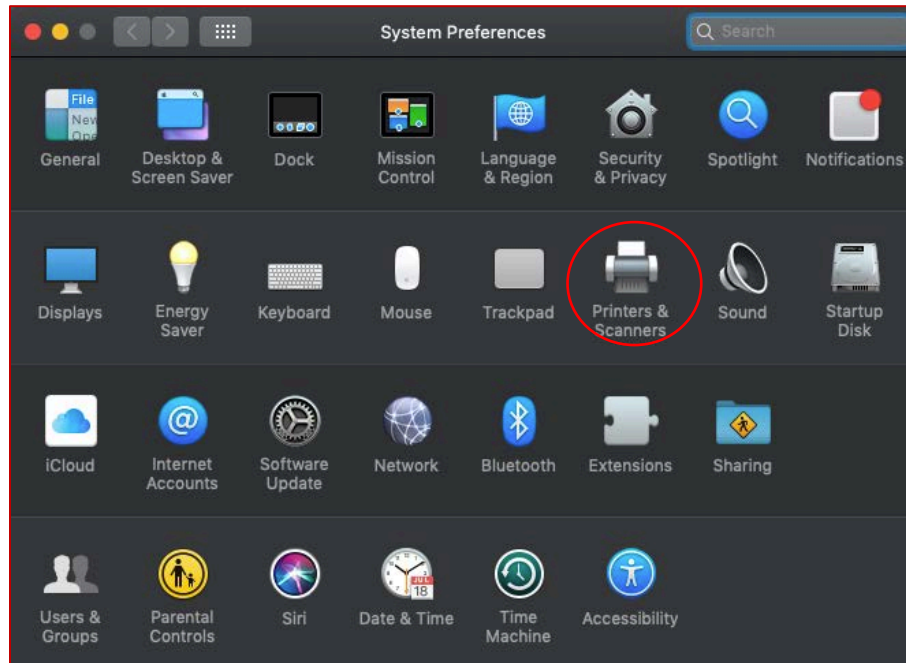 System Preferences
Search
File
New
Ope
General
Desktop &
Screen Saver
Dock
Mission
Control
Language
& Region
Security
& Privacy
Spotlight
Notifications
Displays
Energy
Saver
Keyboard
Mouse
Trackpad
Printers &
Scanners
Sound
Startup
Disk
iCloud
@
Internet
Accounts
Software
Update
Network
Bluetooth
Extensions
Sharing
Users &
Groups
Parental
Controls
Siri
JUL
18
Date & Time
Time
Machine
Accessibility